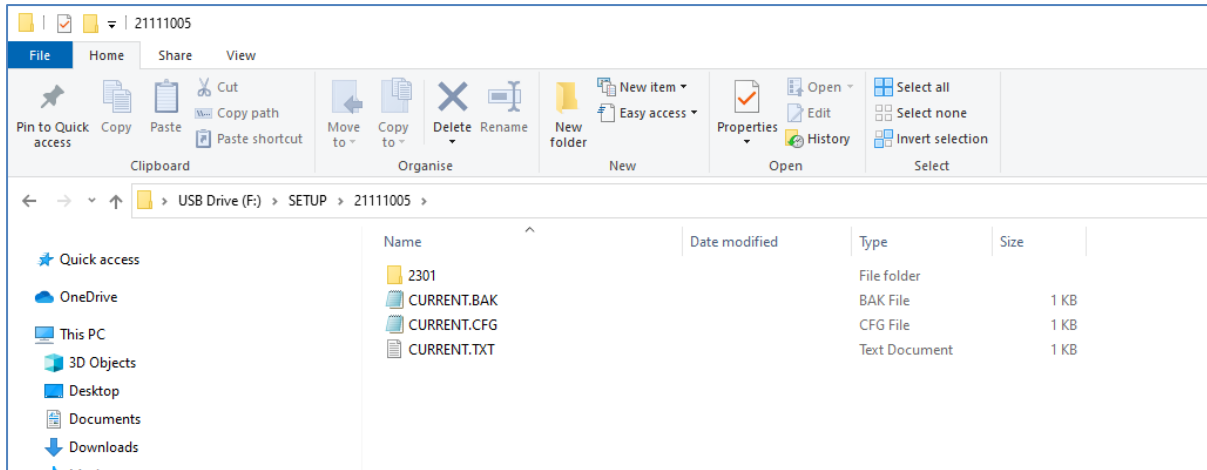 21111005
File Home Share View
Pin to Quick access
Copy
Paste
Cut
Copy path
Paste shortcut
Clipboard
Move to
Copy to
Delete
Rename
Organise
New folder
New item
Easy access
New
Properties
Open
Edit
History
Open
Select all
Select none
Invert selection
Select
USB Drive (F:) > SETUP > 21111005 >
Name Date modified Type Size
Quick access
OneDrive
This PC
3D Objects
Desktop
Documents
Downloads
2301 File folder
CURRENT.BAK BAK File 1 KB
CURRENT.CFG CFG File 1 KB
CURRENT.TXT Text Document 1 KB